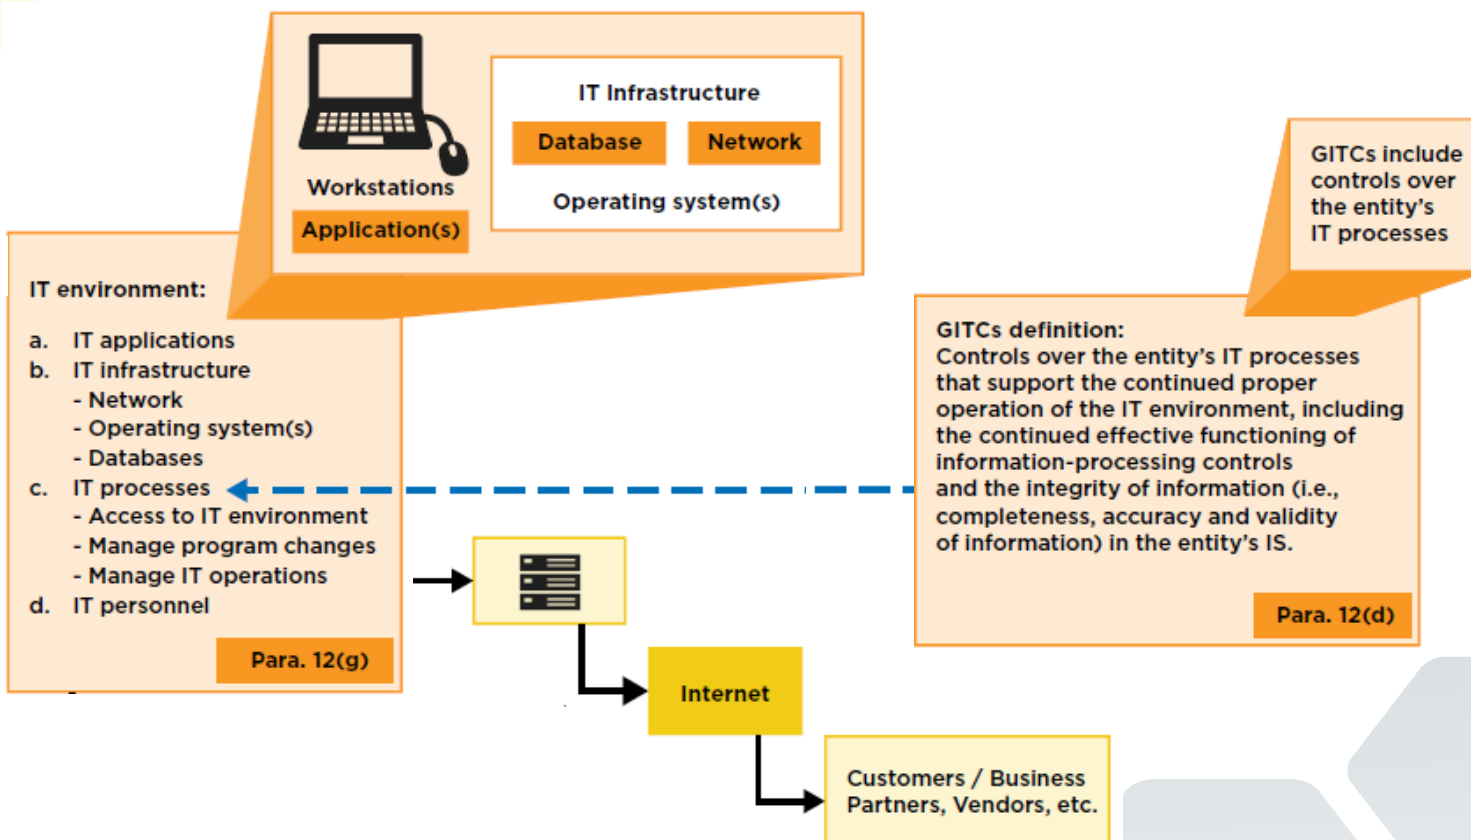 IT Infrastructure
Database
Network
Workstations
Operating system(s)
Application(s)
GITCs include
controls over
the entity's
IT processes
IT environment:
a. IT applications
b. IT infrastructure
- Network
- Operating system(s)
- Databases
c. IT processes
- Access to IT environment
- Manage program changes
- Manage IT operations
d. IT personnel
Para. 12(g)
GITCs definition:
Controls over the entity's IT processes
that support the continued proper
operation of the IT environment, including
the continued effective functioning of
information-processing controls
and the integrity of information (i.e.,
completeness, accuracy and validity
of information) in the entity's IS.
Para. 12(d)
Internet
Customers / Business
Partners, Vendors, etc.